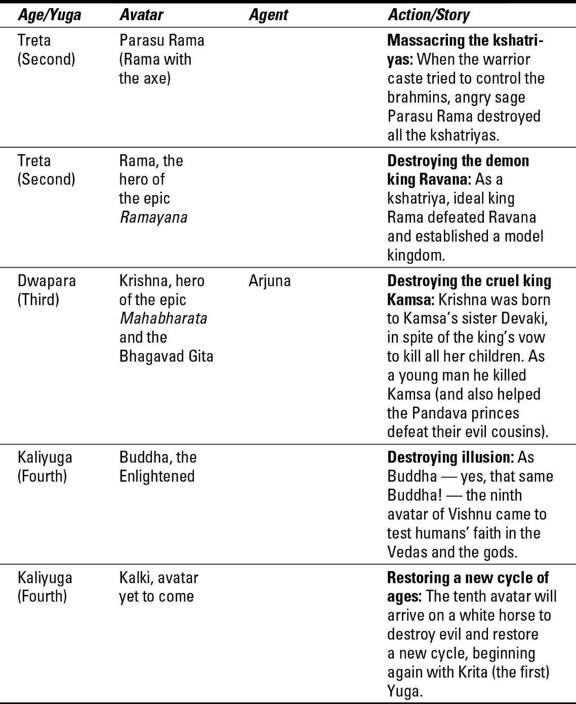 Age/Yuga Avatar Agent Action/Story
Treta Parasu Rama Massacring the kshatri-
(Second) (Rama with yas: When the warrior
the axe) caste tried to control the
brahmins, angry sage
Parasu Rama destroyed
all the kshatriyas.
Treta Rama, the Destroying the demon
(Second) hero of king Ravana: As a
the epic kshatriya, ideal king
Ramayana Rama defeated Ravana
and established a model
kingdom.
Dwapara Krishna, hero Arjuna Destroying the cruel king
(Third) of the epic Kamsa: Krishna was born
Mahabharata to Kamsa’s sister Devaki,
and the in spite of the king’s vow
Bhagavad Gita to kill all her children. As
a young man he killed
Kamsa (and also helped
the Pandava princes
defeat their evil cousins).
Kaliyuga Buddha, the Destroying illusion: As
(Fourth) Enlightened Buddha — yes, that same
Buddha! — the ninth
avatar of Vishnu came to
test humans’ faith in the
Vedas and the gods.
Kaliyuga Kalki, avatar Restoring a new cycle of
(Fourth) yet to come ages: The tenth avatar will
arrive on a white horse to
destroy evil and restore
a new cycle, beginning
again with Krita (the first)
Yuga.